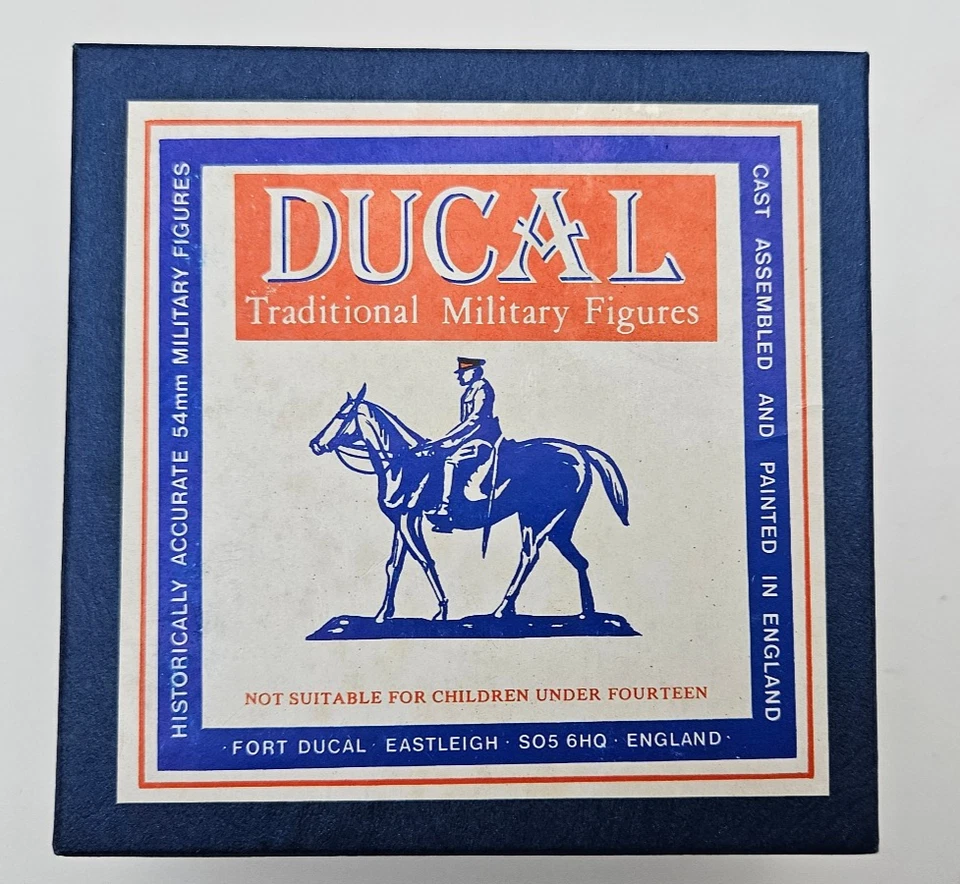 DUCAL
Traditional Military Figures
HISTORICALLY ACCURATE 54mm MILITARY FIGURES
CAST ASSEMBLED AND PAINTED IN ENGLAND
NOT SUITABLE FOR CHILDREN UNDER FOURTEEN
· FORT DUCAL · EASTLEIGH · SO5 6HQ · ENGLAND ·